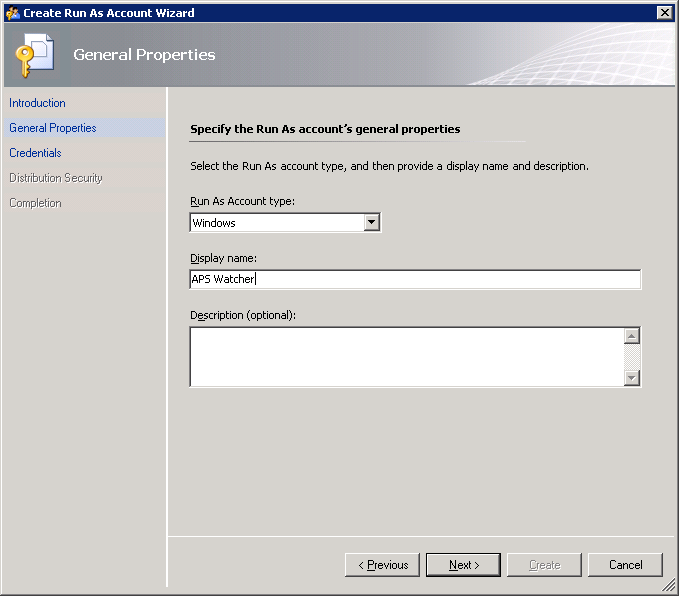 Create Run As Account Wizard
General Properties
Introduction
General Properties
Credentials
Distribution Security
Completion
Specify the Run As account's general properties
Select the Run As account type, and then provide a display name and description.
Run As Account type:
Windows
Display name:
APS Watcher
Description (optional):
< Previous
Next >
Create
Cancel